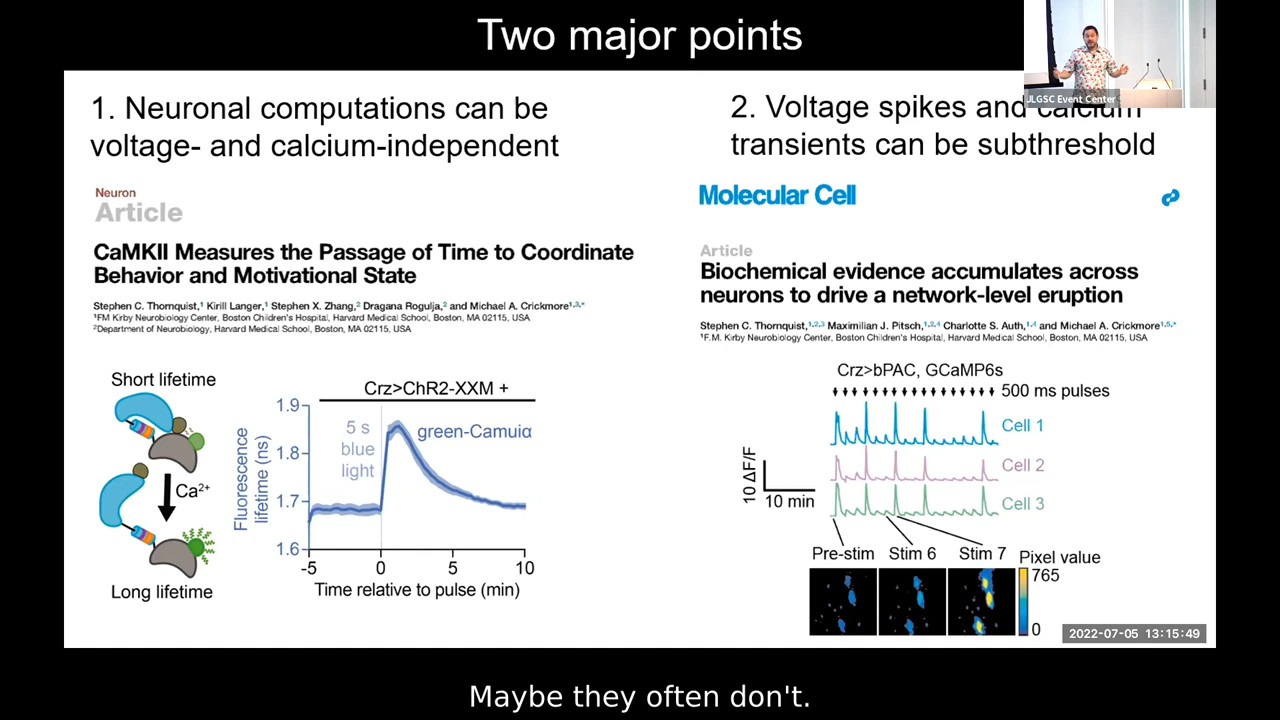 Two major points
JLGSC Event Center
1. Neuronal computations can be
voltage- and calcium-independent
2. Voltage spikes and calcium
transients can be subthreshold
Neuron
Article
CaMKII Measures the Passage of Time to Coordinate
Behavior and Motivational State
Stephen C. Thornquist,1 Kirill Langer,1 Stephen X. Zhang,2 Dragana Rogulja,2 and Michael A. Crickmore1,3,*
1FM Kirby Neurobiology Center, Boston Children's Hospital, Harvard Medical School, Boston, MA 02115, USA
2Department of Neurobiology, Harvard Medical School, Boston, MA 02115, USA
Short lifetime
Ca2+
Long lifetime
Crz>ChR2-XXM +
5 s
blue
light
green-Camuiα
Fluorescence
lifetime (ns)
1.9
1.8
1.7
1.6
-5 0 5 10
Time relative to pulse (min)
Molecular Cell
Article
Biochemical evidence accumulates across
neurons to drive a network-level eruption
Stephen C. Thornquist,1,2,3 Maximilian J. Pitsch,1,2,4 Charlotte S. Auth,1,4 and Michael A. Crickmore1,5,*
1F.M. Kirby Neurobiology Center, Boston Children's Hospital, Harvard Medical School, Boston, MA 02115, USA
Crz>bPAC, GCaMP6s
500 ms pulses
Cell 1
Cell 2
Cell 3
10 ΔF/F
10 min
Pre-stim Stim 6 Stim 7
Pixel value
765
0
2022-07-05 13:15:49
Maybe they often don't.